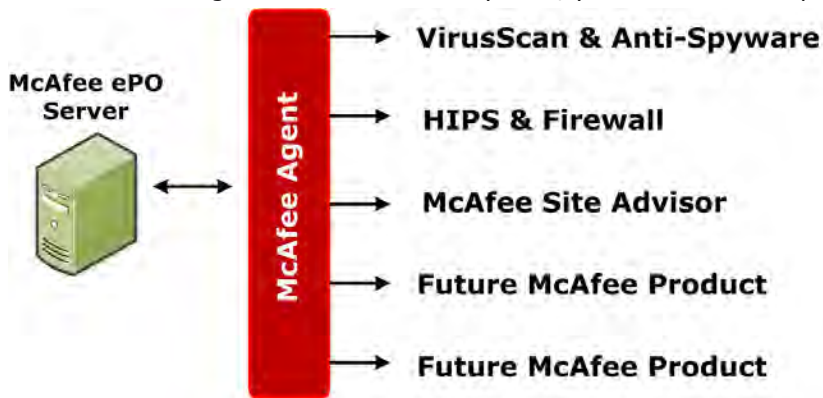 McAfee ePO
Server
McAfee Agent
VirusScan & Anti-Spyware
HIPS & Firewall
McAfee Site Advisor
Future McAfee Product
Future McAfee Product